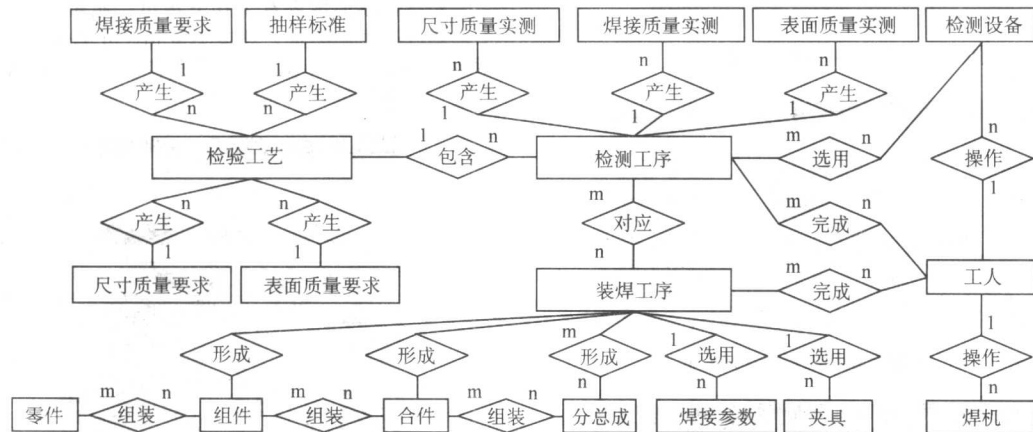 焊接质量要求 抽样标准 尺寸质量实测 焊接质量实测 表面质量实测 检测设备
1 1 n n n
产生 产生 产生 产生 产生
n n 1 1 1 n
检验工艺 1 包含 n 检测工序 m 选用 n 操作
n n m 1
产生 产生 对应 m 完成 n
1 1 n
尺寸质量要求 表面质量要求 装焊工序 m 完成 n 工人
m 1 1 1
形成 形成 形成 选用 选用 操作
n n
零件 m 组装 n 组件 m 组装 n 合件 m 组装 n 分总成 焊接参数 夹具 焊机